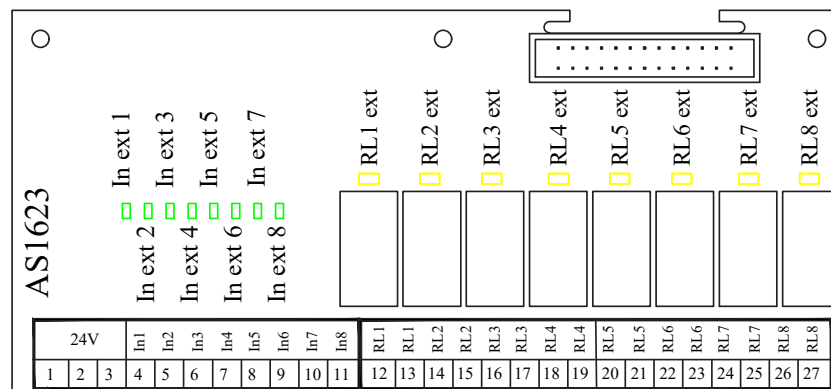 RL1 ext RL2 ext RL3 ext RL4 ext RL5 ext RL6 ext RL7 ext RL8 ext
In ext 1 In ext 3 In ext 5 In ext 7
AS1623
In ext 2 In ext 4 In ext 6 In ext 8
24V In1 In2 In3 In4 In5 In6 In7 In8 RL1 RL1 RL2 RL2 RL3 RL3 RL4 RL4 RL5 RL5 RL6 RL6 RL7 RL7 RL8 RL8
1 2 3 4 5 6 7 8 9 10 11 12 13 14 15 16 17 18 19 20 21 22 23 24 25 26 27